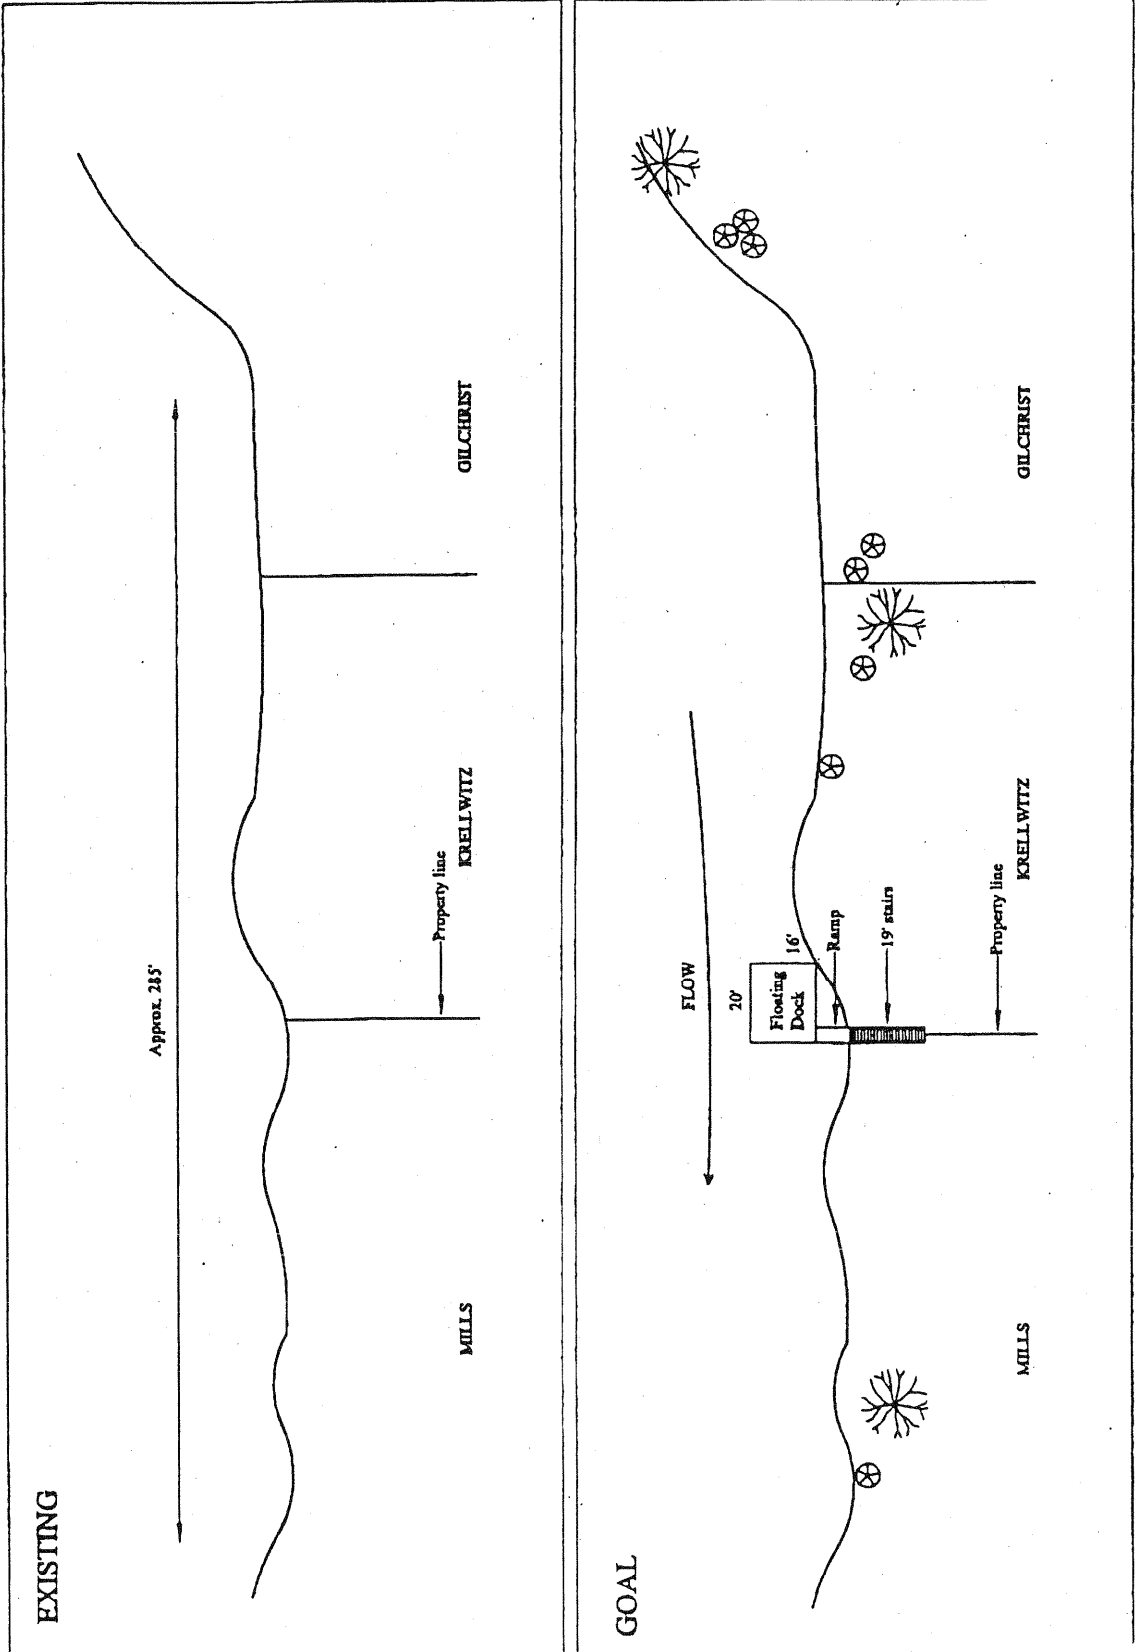 EXISTING
Approx. 285'
Property line
MILLS
KRELLWITZ
GILCHRIST
GOAL
FLOW
20'
Floating
Dock
16'
Ramp
19' stairs
Property line
MILLS
KRELLWITZ
GILCHRIST